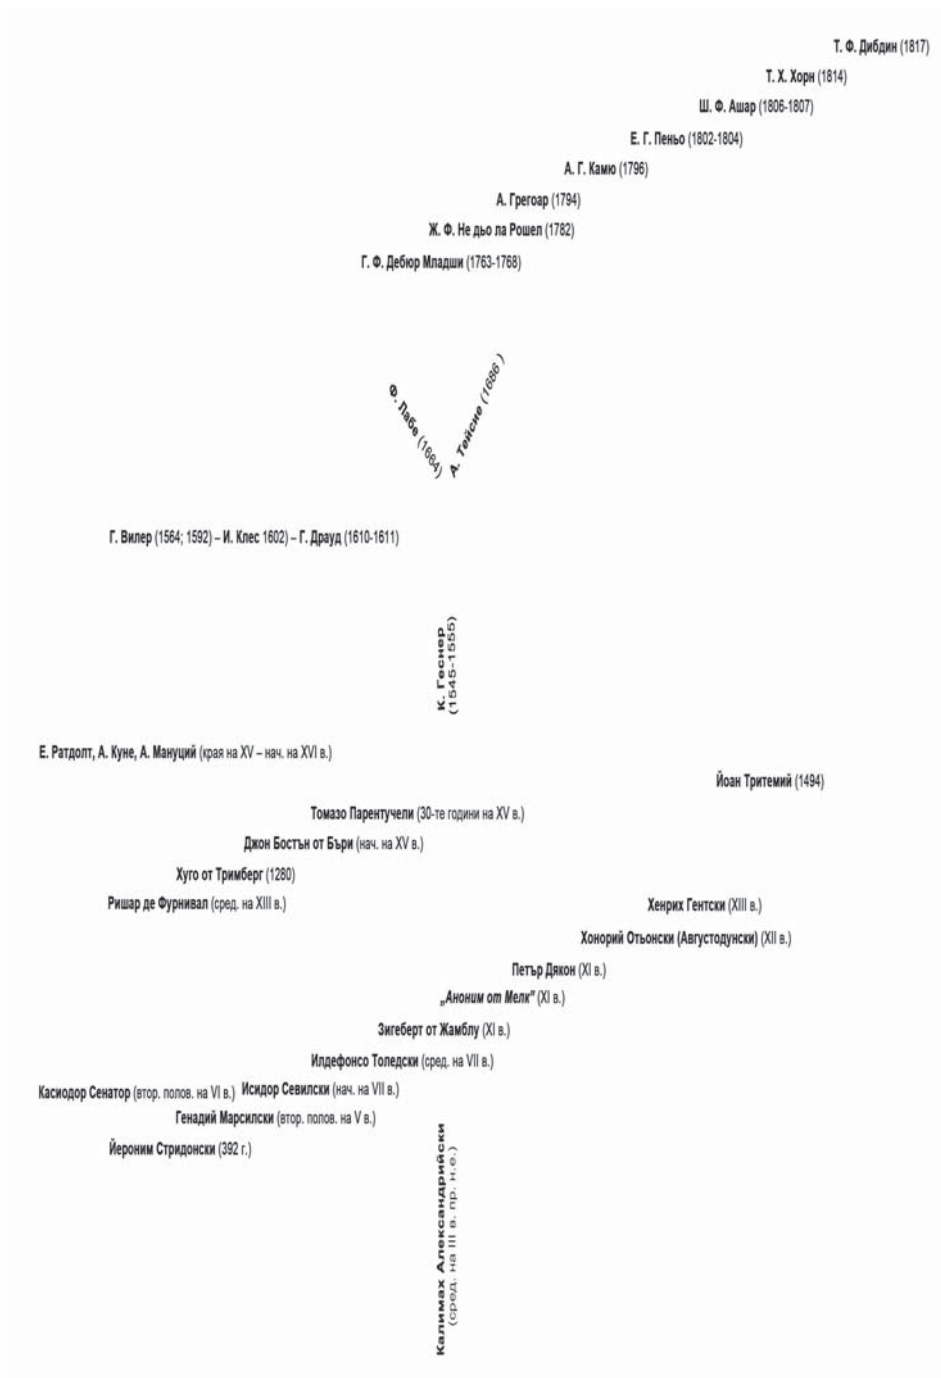 Т. Ф. Дибдин (1817)
Т. Х. Хорн (1814)
Ш. Ф. Ашар (1806-1807)
Е. Г. Пеньо (1802-1804)
А. Г. Камю (1796)
А. Грегоар (1794)
Ж. Ф. Не дьо ла Рошел (1782)
Г. Ф. Дебюр Младши (1763-1768)
Ф. Лабе (1664)
А. Тейсие (1686 )
Г. Вилер (1564; 1592) – И. Клес 1602) – Г. Драуд (1610-1611)
К. Геснер
(1545-1555)
Е. Ратдолт, А. Куне, А. Мануций (края на XV – нач. на XVI в.)
Йоан Тритемий (1494)
Томазо Парентучели (30-те години на XV в.)
Джон Бостън от Бъри (нач. на XV в.)
Хуго от Тримберг (1280)
Ришар де Фурнивал (сред. на XIII в.)
Хенрих Гентски (XIII в.)
Хонорий Отьонски (Августодунски) (XII в.)
Петър Дякон (XI в.)
„Аноним от Мелк” (XI в.)
Зигеберт от Жамблу (XI в.)
Илдефонсо Толедски (сред. на VII в.)
Касиодор Сенатор (втор. полов. на VI в.)
Исидор Севилски (нач. на VII в.)
Генадий Марсилски (втор. полов. на V в.)
Йероним Стридонски (392 г.)
Калимах Александрийски
(сред. на III в. пр. н.е.)